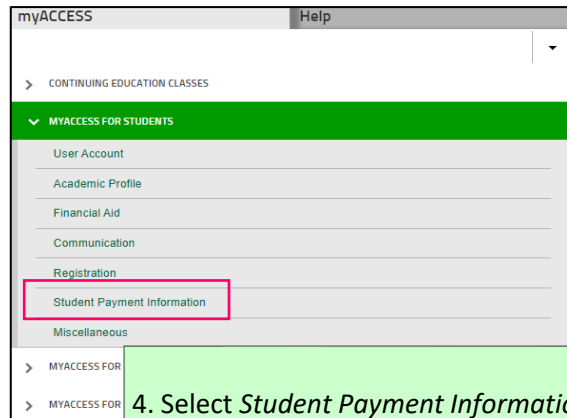 myACCESS
Help
CONTINUING EDUCATION CLASSES
MYACCESS FOR STUDENTS
User Account
Academic Profile
Financial Aid
Communication
Registration
Student Payment Information
Miscellaneous
MYACCESS FOR
MYACCESS FOR
4. Select Student Payment Informatio